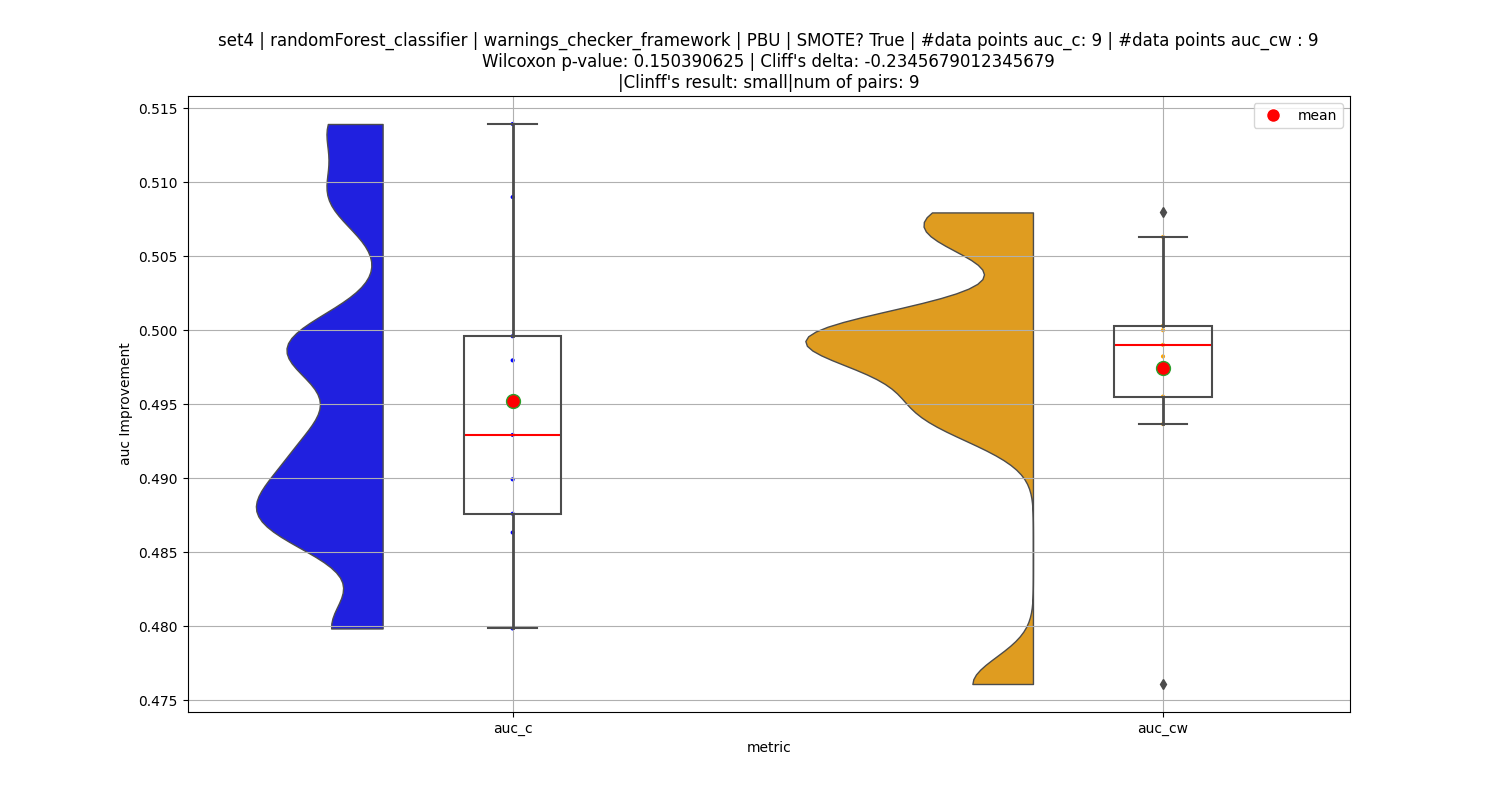 set4 | randomForest_classifier | warnings_checker_framework | PBU | SMOTE? True | #data points auc_c: 9 | #data points auc_cw : 9
Wilcoxon p-value: 0.150390625 | Cliff's delta: -0.2345679012345679
|Clinff's result: small|num of pairs: 9
mean
0.515
0.510
0.505
0.500
0.495
0.490
0.485
0.480
0.475
auc Improvement
auc_c
auc_cw
metric